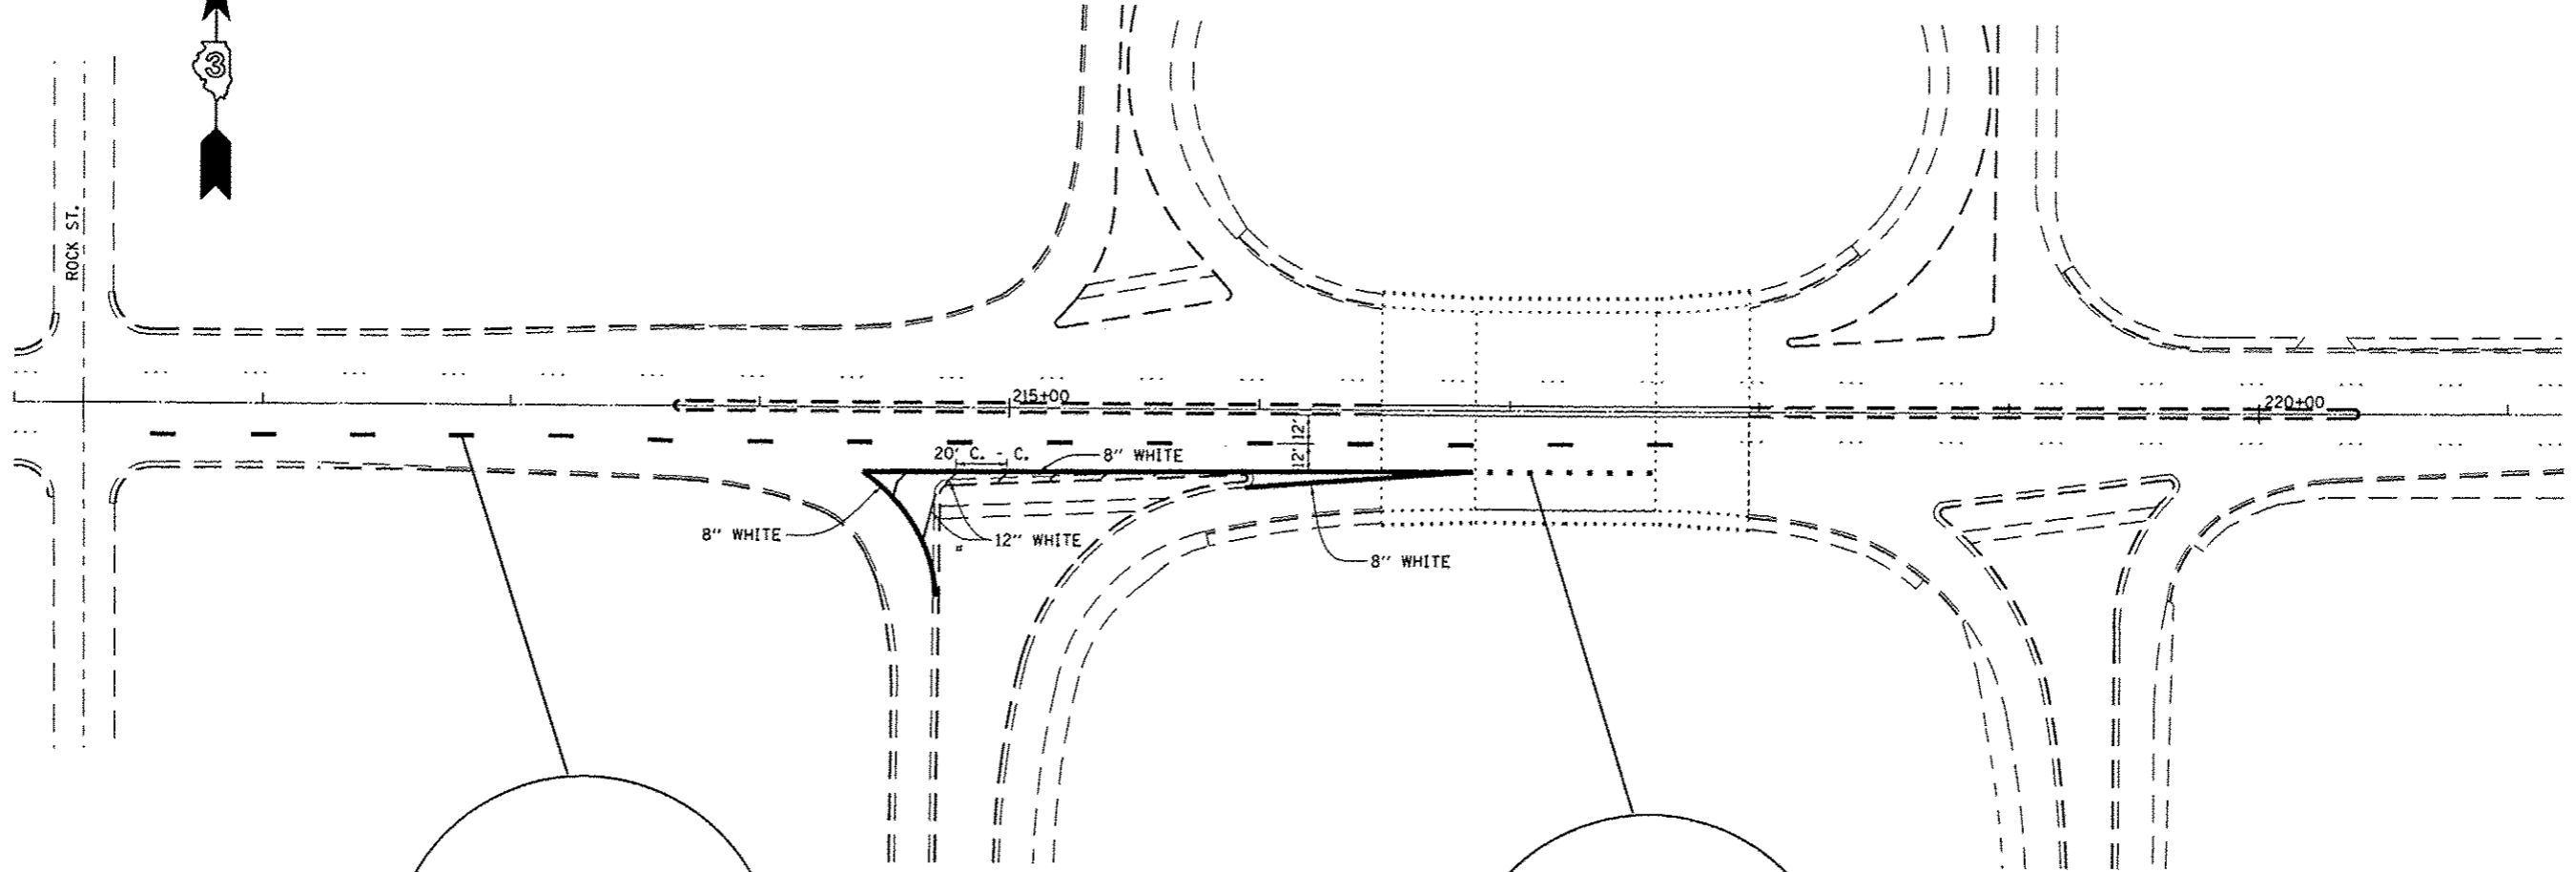 3
ROCK ST.
215+00
220+00
12'
12'
20' C. - C.
8" WHITE
8" WHITE
12" WHITE
8" WHITE